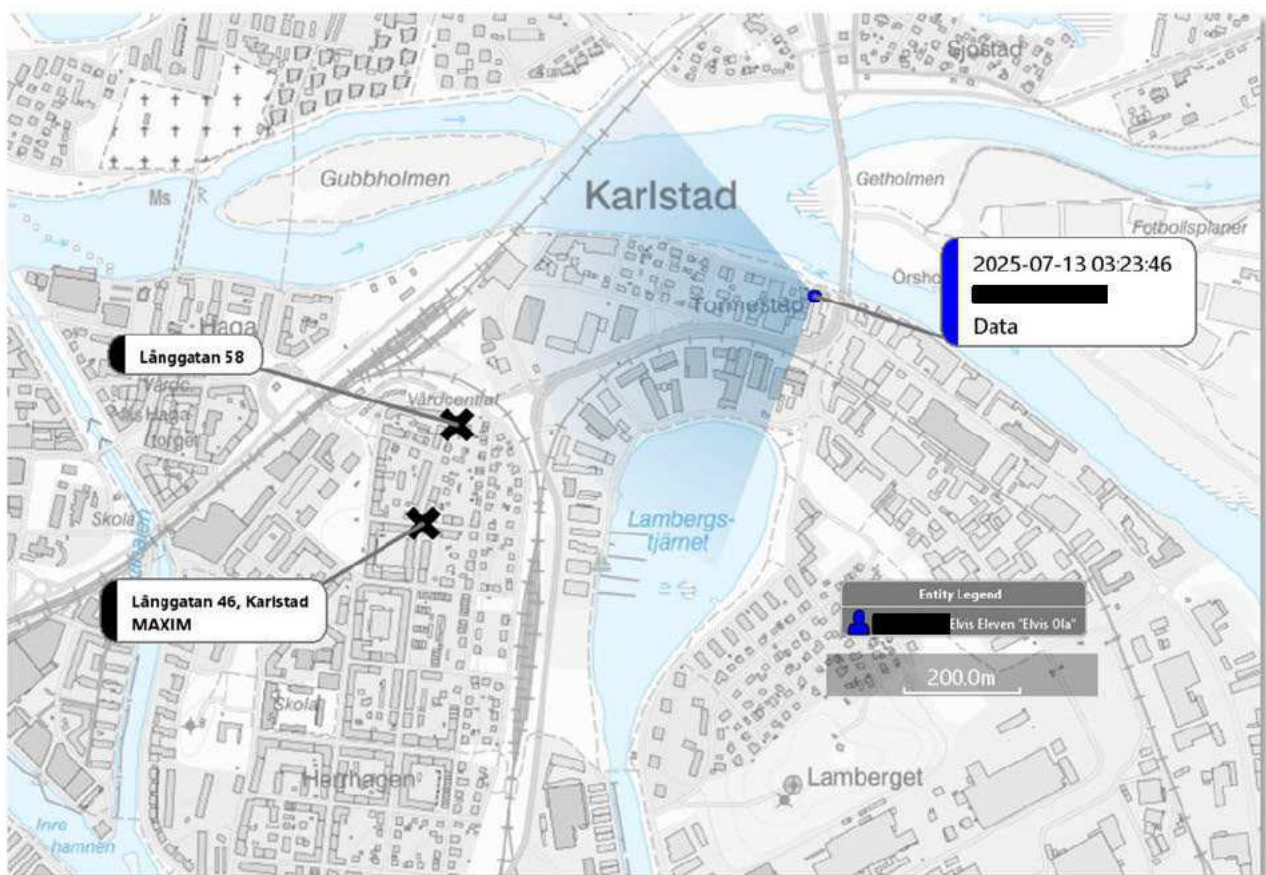 Sjöstad
Gubbholmen
Karlstad
Getholmen
Ms
Fotbollsplaner
2025-07-13 03:23:46
Data
Tormestad
Haga
Långgatan 58
Vårdcentral
Haga
torget
Skola
Lambergs-
tjärnet
Långgatan 46, Karlstad
MAXIM
Entity Legend
Elvis Eleven "Elvis Ola"
200.0m
Skola
Herrhagen
Lamberget
Inre
hamnen